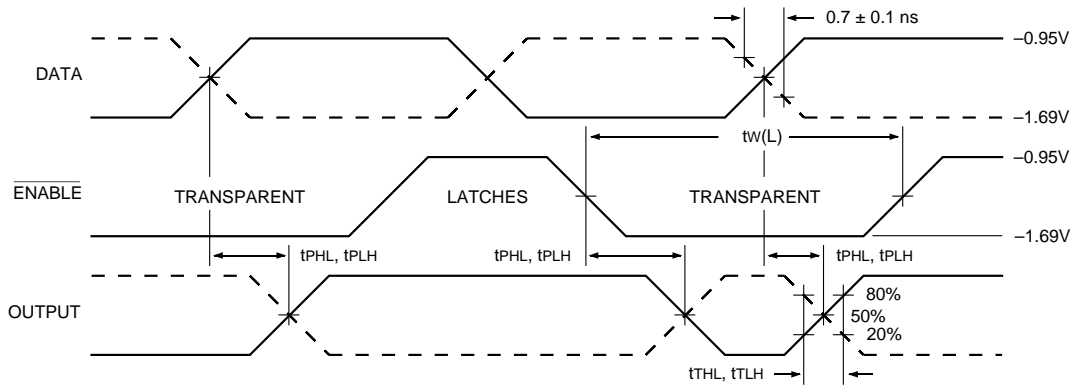 0.7 ± 0.1 ns
–0.95V
DATA
–1.69V
tW(L)
–0.95V
ENABLE
TRANSPARENT
LATCHES
TRANSPARENT
–1.69V
tPHL, tPLH
tPHL, tPLH
tPHL, tPLH
80%
OUTPUT
50%
20%
tTHL, tTLH